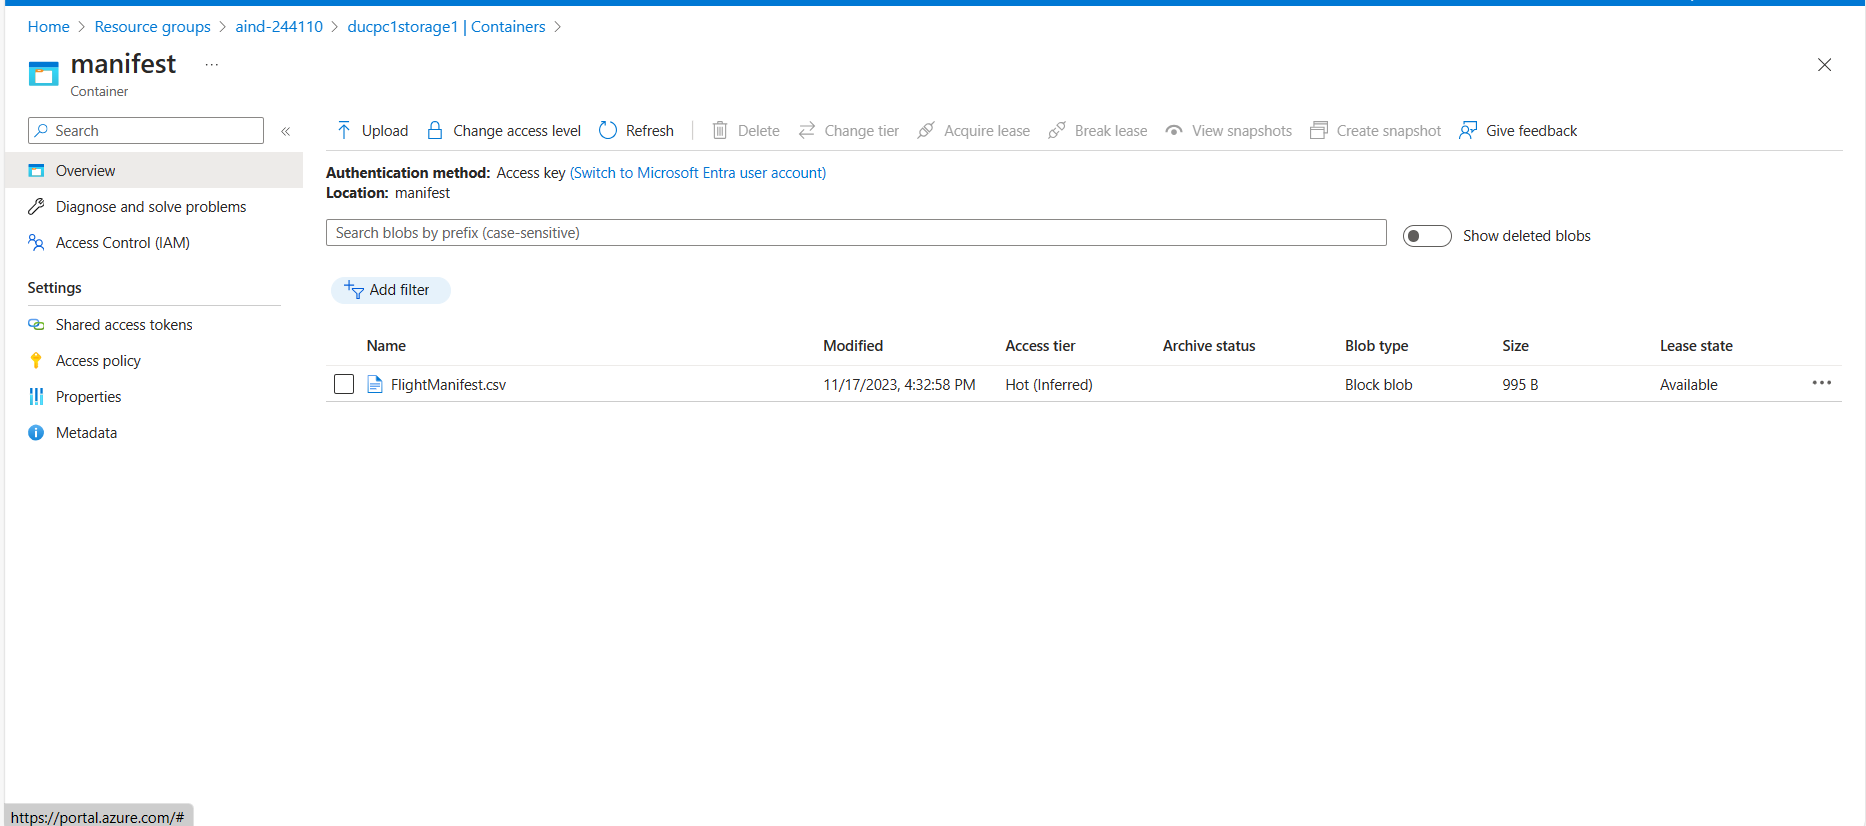 Home > Resource groups > aind-244110 > ducpc1storage1 | Containers >
manifest ...
Container
Search «
Upload Change access level Refresh | Delete Change tier Acquire lease Break lease View snapshots Create snapshot Give feedback
Overview
Diagnose and solve problems
Access Control (IAM)
Settings
Shared access tokens
Access policy
Properties
Metadata
Authentication method: Access key (Switch to Microsoft Entra user account)
Location: manifest
Search blobs by prefix (case-sensitive)
Show deleted blobs
Add filter
Name Modified Access tier Archive status Blob type Size Lease state
FlightManifest.csv 11/17/2023, 4:32:58 PM Hot (Inferred) Block blob 995 B Available ...
https://portal.azure.com/#